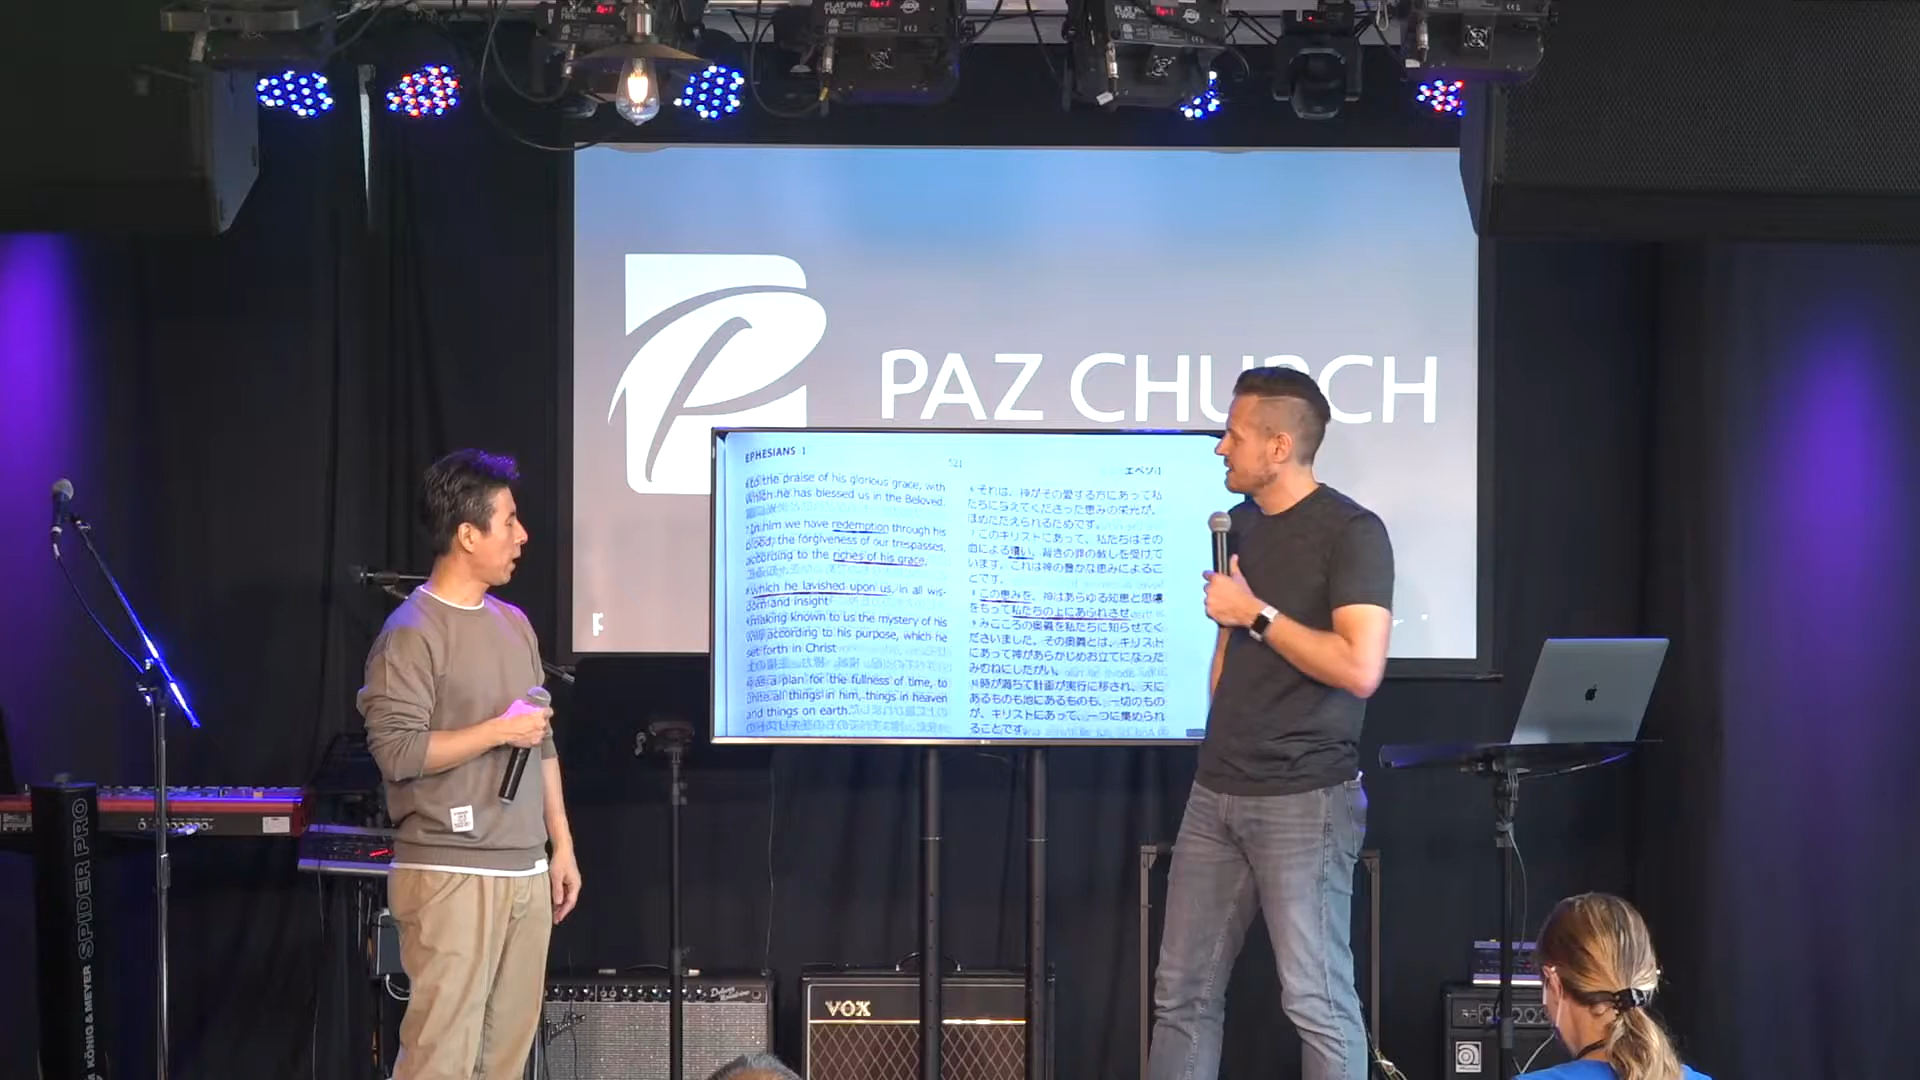 PAZ CHURCH
EPHESIANS 1
521
エペソ 1
6 to the praise of his glorious grace, with
which he has blessed us in the Beloved.
7 In him we have redemption through his
blood, the forgiveness of our trespasses,
according to the riches of his grace,
8 which he lavished upon us, in all wis-
dom and insight
9 making known to us the mystery of his
will, according to his purpose, which he
set forth in Christ
10 as a plan for the fullness of time, to
unite all things in him, things in heaven
and things on earth.
6 それは、神がその愛する方にあって私
たちに与えてくださった恵みの栄光が、
ほめたたえられるためです。
7 このキリストにあって、私たちはその
血による贖い、背きの罪の赦しを受けて
います。これは神の豊かな恵みによるこ
とです。
8 この恵みを、神はあらゆる知恵と思慮
をもって私たちの上にあふれさせ、
9 みこころの奥義を私たちに知らせてく
ださいました。その奥義とは、キリスト
にあって神があらかじめお立てになった
みむねにしたがい、
10 時が満ちて計画が実行に移され、天に
あるものも地にあるものも、一切のもの
が、キリストにあって、一つに集められ
ることです。
VOX
SPIDER PRO
KÖNIG & MEYER